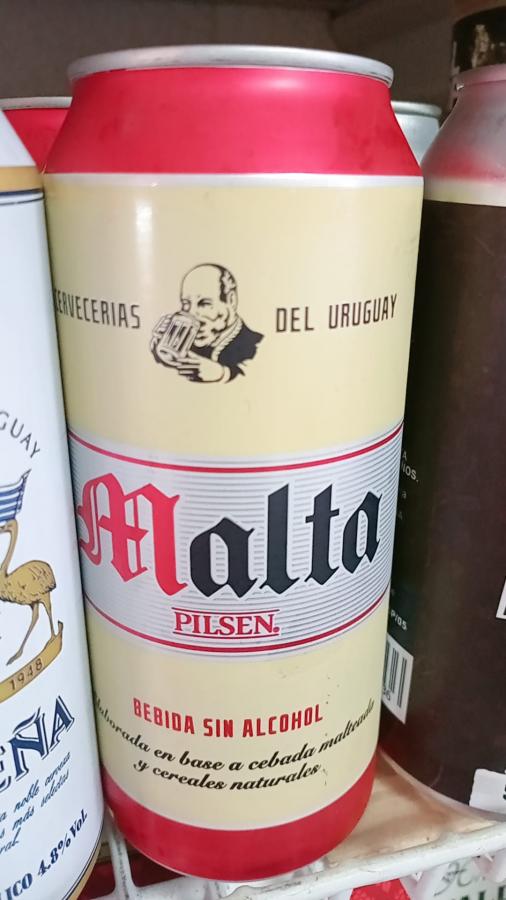 CERVECERIAS DEL URUGUAY
Malta
PILSEN.
BEBIDA SIN ALCOHOL
elaborada en base a cebada malteada
y cereales naturales
1948
4.8% Vol